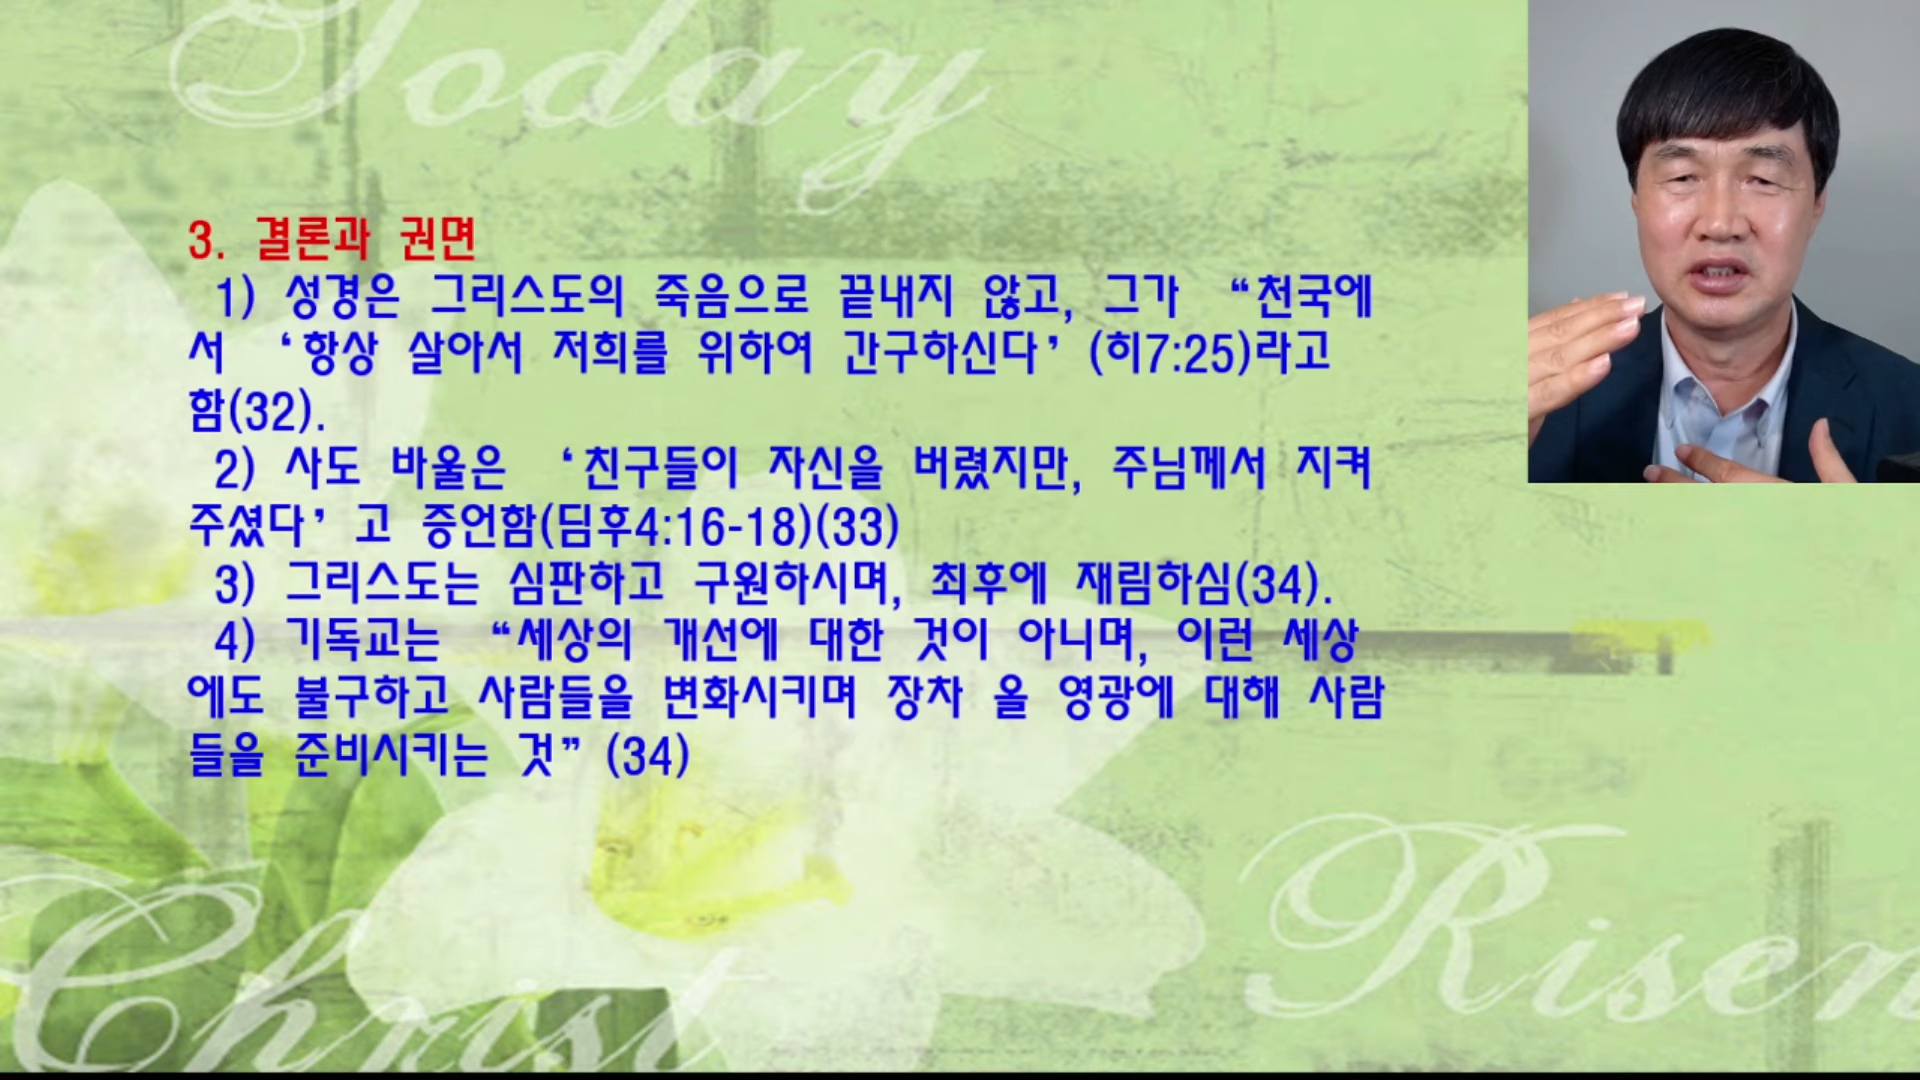 Today
3. 결론과 권면
1) 성경은 그리스도의 죽음으로 끝내지 않고, 그가 “천국에
서 ‘항상 살아서 저희를 위하여 간구하신다’ (히7:25)라고
함(32).
2) 사도 바울은 ‘친구들이 자신을 버렸지만, 주님께서 지켜
주셨다’ 고 증언함(딤후4:16-18)(33)
3) 그리스도는 심판하고 구원하시며, 최후에 재림하심(34).
4) 기독교는 “세상의 개선에 대한 것이 아니며, 이런 세상
에도 불구하고 사람들을 변화시키며 장차 올 영광에 대해 사람
들을 준비시키는 것” (34)
Risen
Christ